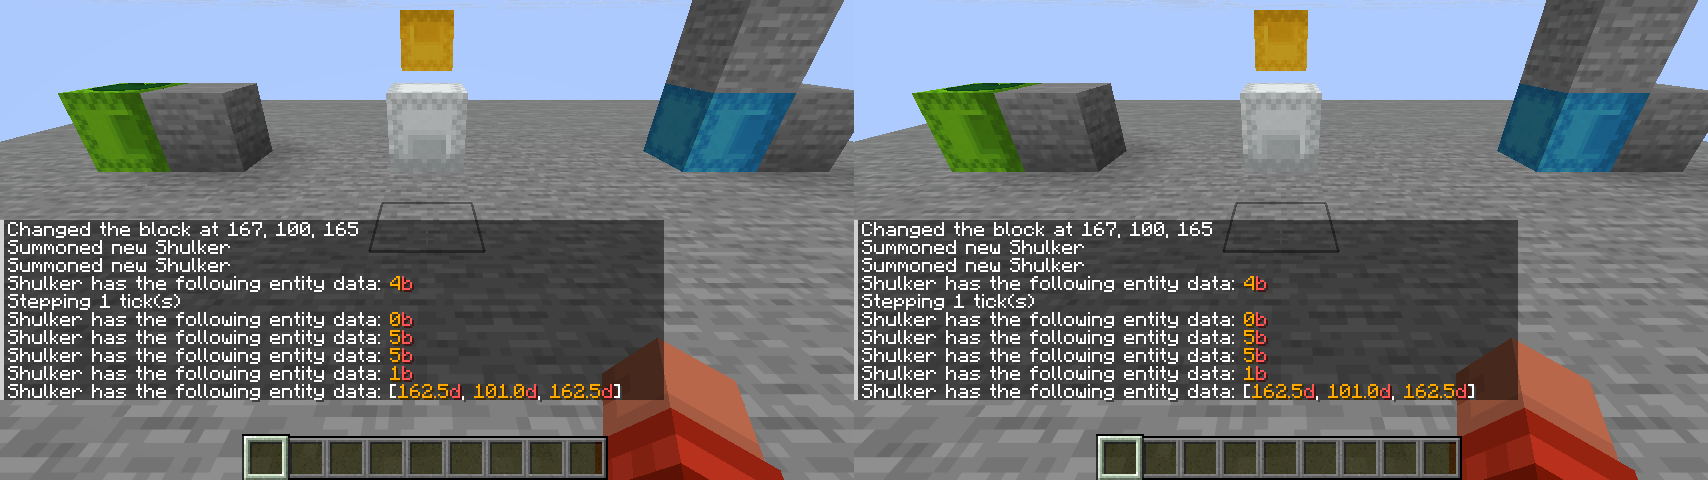 Changed the block at 167, 100, 165
Summoned new Shulker
Summoned new Shulker
Shulker has the following entity data: 4b
Stepping 1 tick(s)
Shulker has the following entity data: 0b
Shulker has the following entity data: 5b
Shulker has the following entity data: 5b
Shulker has the following entity data: 1b
Shulker has the following entity data: [162.5d, 101.0d, 162.5d]
Changed the block at 167, 100, 165
Summoned new Shulker
Summoned new Shulker
Shulker has the following entity data: 4b
Stepping 1 tick(s)
Shulker has the following entity data: 0b
Shulker has the following entity data: 5b
Shulker has the following entity data: 5b
Shulker has the following entity data: 1b
Shulker has the following entity data: [162.5d, 101.0d, 162.5d]